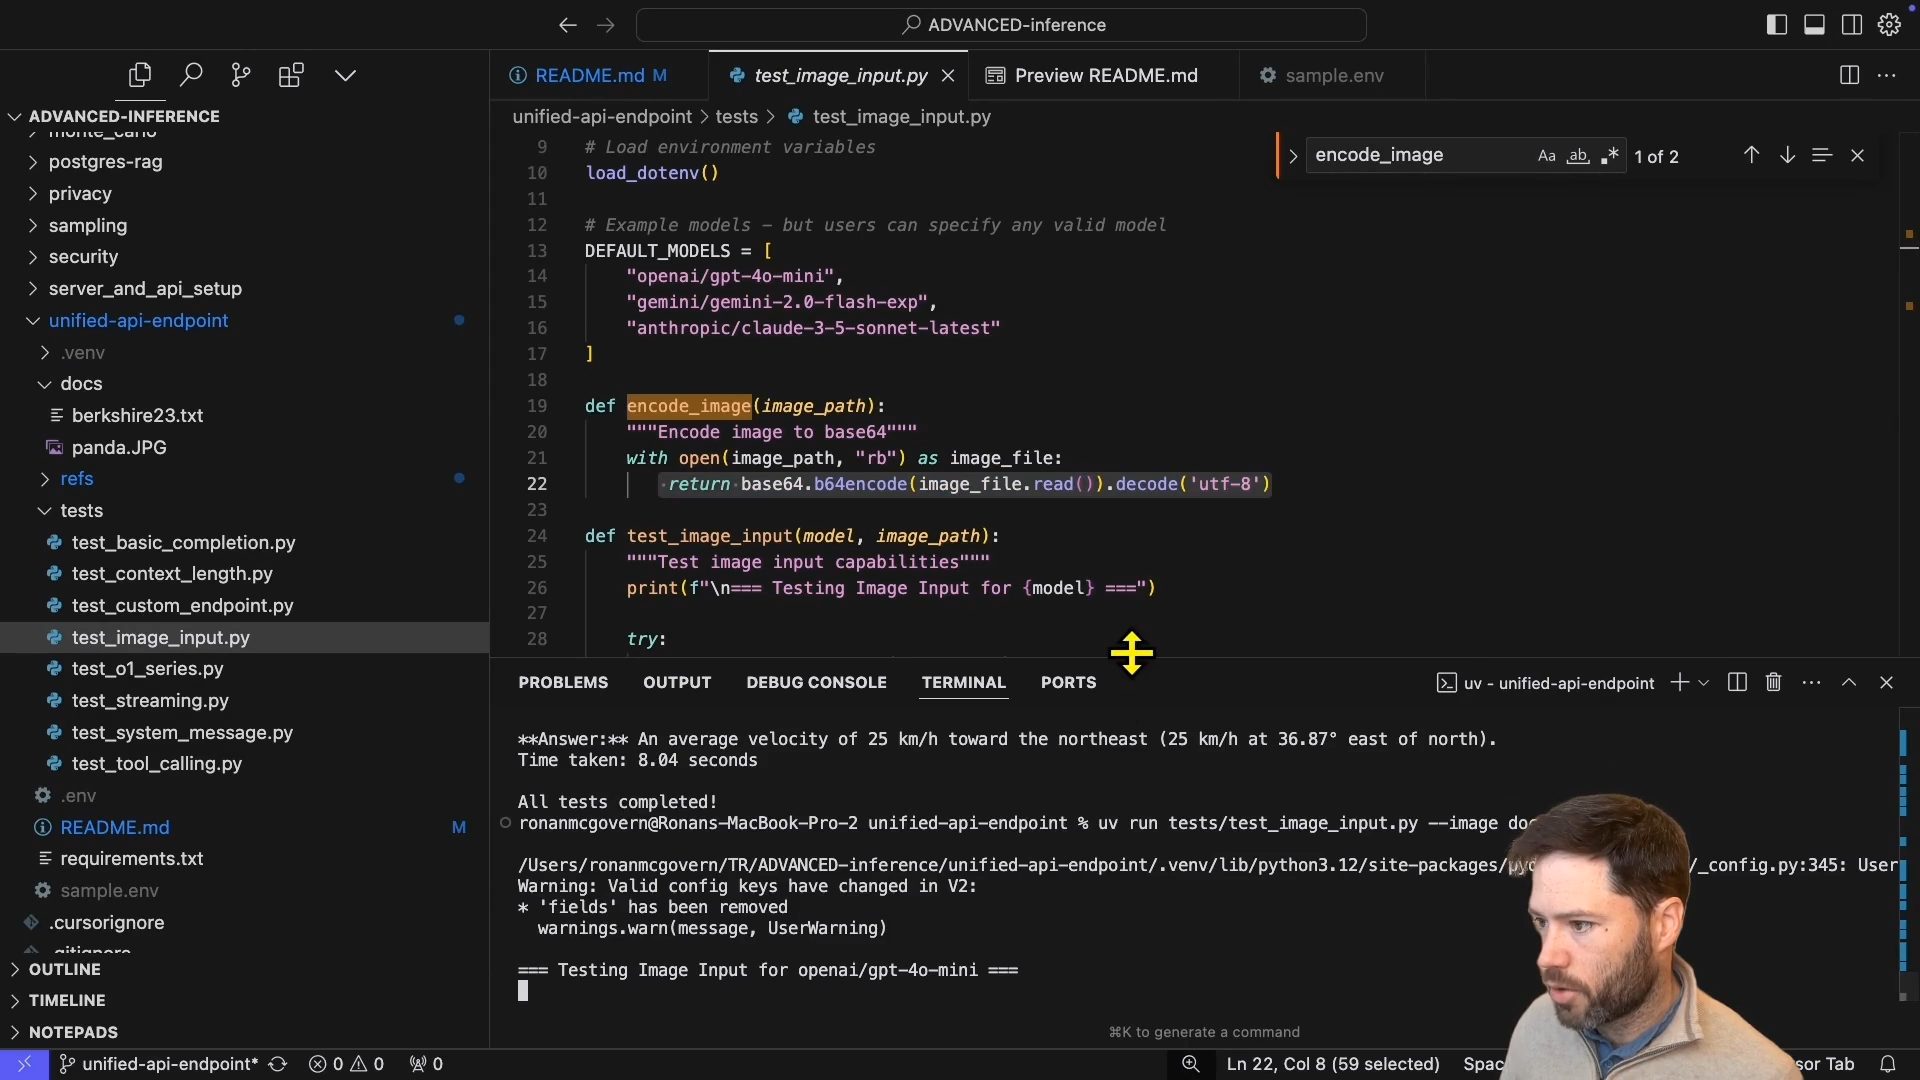 ADVANCED-inference
README.md M
test_image_input.py
Preview README.md
sample.env
ADVANCED-INFERENCE
monte_carlo
postgres-rag
privacy
sampling
security
server_and_api_setup
unified-api-endpoint
.venv
docs
berkshire23.txt
panda.JPG
refs
tests
test_basic_completion.py
test_context_length.py
test_custom_endpoint.py
test_image_input.py
test_o1_series.py
test_streaming.py
test_system_message.py
test_tool_calling.py
.env
README.md M
requirements.txt
sample.env
.cursorignore
.gitignore
OUTLINE
TIMELINE
NOTEPADS
unified-api-endpoint > tests > test_image_input.py
encode_image Aa ab .* 1 of 2
9 # Load environment variables
10 load_dotenv()
11
12 # Example models – but users can specify any valid model
13 DEFAULT_MODELS = [
14 "openai/gpt-4o-mini",
15 "gemini/gemini-2.0-flash-exp",
16 "anthropic/claude-3-5-sonnet-latest"
17 ]
18
19 def encode_image(image_path):
20 """Encode image to base64"""
21 with open(image_path, "rb") as image_file:
22 return base64.b64encode(image_file.read()).decode('utf-8')
23
24 def test_image_input(model, image_path):
25 """Test image input capabilities"""
26 print(f"\n=== Testing Image Input for {model} ===")
27
28 try:
PROBLEMS OUTPUT DEBUG CONSOLE TERMINAL PORTS
uv - unified-api-endpoint
**Answer:** An average velocity of 25 km/h toward the northeast (25 km/h at 36.87° east of north).
Time taken: 8.04 seconds
All tests completed!
ronanmcgovern@Ronans-MacBook-Pro-2 unified-api-endpoint % uv run tests/test_image_input.py --image
/Users/ronanmcgovern/TR/ADVANCED-inference/unified-api-endpoint/.venv/lib/python3.12/site-packages/ /_config.py:345: User
Warning: Valid config keys have changed in V2:
* 'fields' has been removed
warnings.warn(message, UserWarning)
=== Testing Image Input for openai/gpt-4o-mini ===
⌘K to generate a command
unified-api-endpoint* 0 0 0
Ln 22, Col 8 (59 selected) Spac sor Tab